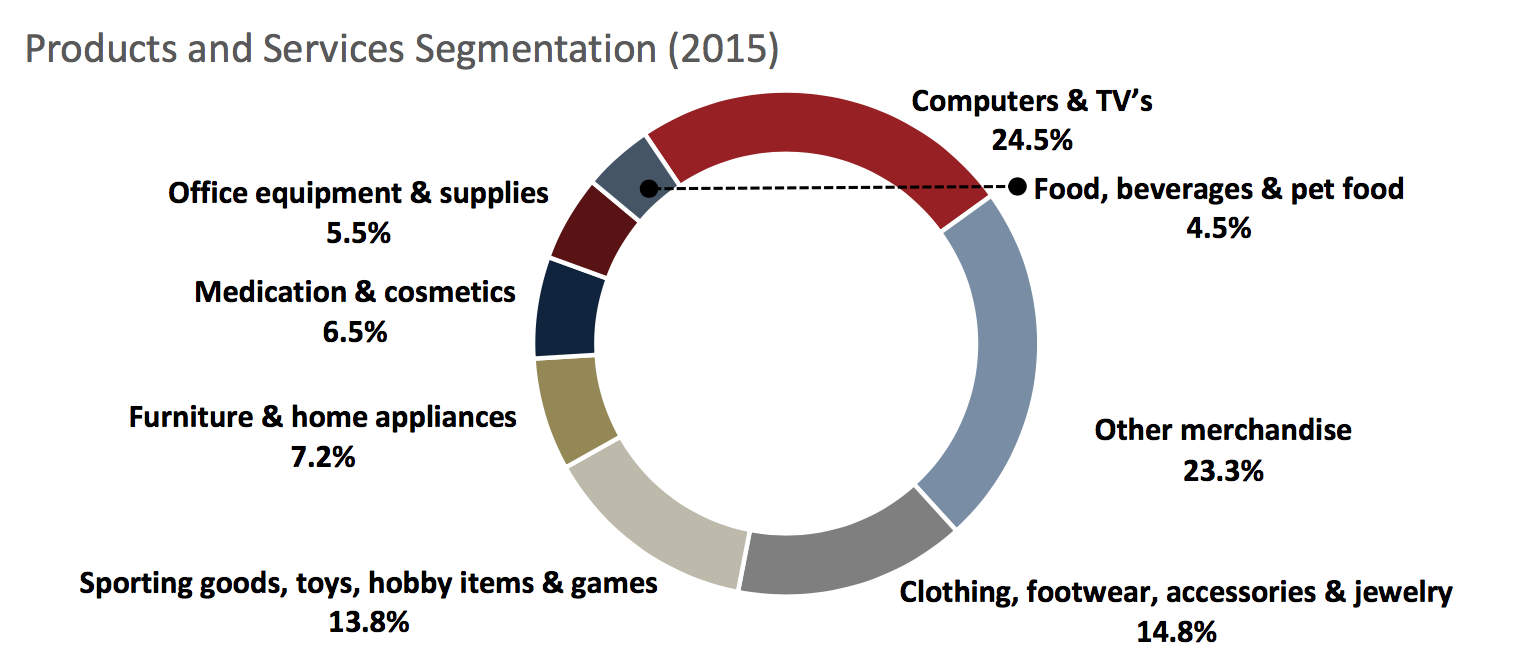 Products and Services Segmentation (2015)
Computers & TV’s
24.5%
Food, beverages & pet food
4.5%
Office equipment & supplies
5.5%
Medication & cosmetics
6.5%
Furniture & home appliances
7.2%
Other merchandise
23.3%
Sporting goods, toys, hobby items & games
13.8%
Clothing, footwear, accessories & jewelry
14.8%